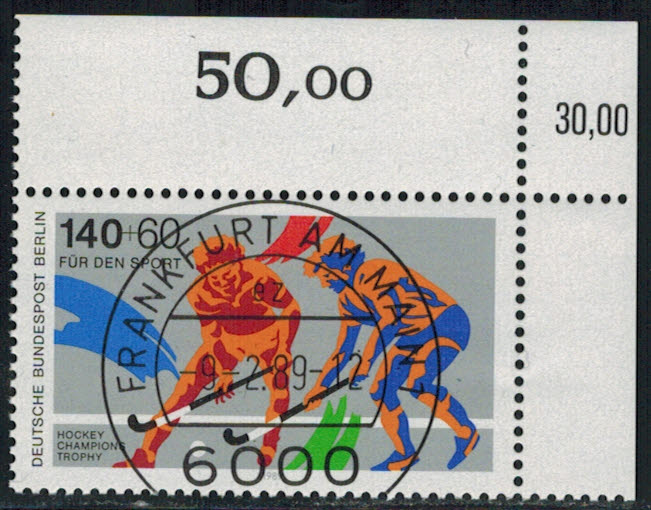 50,00
30,00
140+60
FÜR DEN SPORT
DEUTSCHE BUNDESPOST BERLIN
FRANKFURT AM MAIN
ez
-9.-2.89-12
6000
HOCKEY
CHAMPIONS
TROPHY